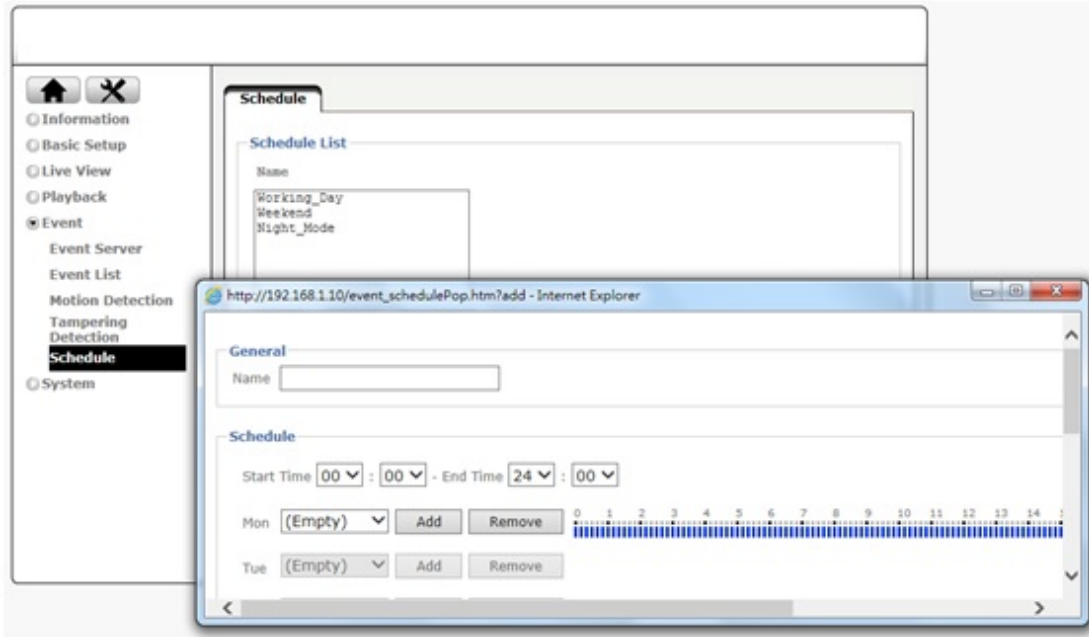 Information
Basic Setup
Live View
Playback
Event
Event Server
Event List
Motion Detection
Tampering
Detection
Schedule
System
Schedule
Schedule List
Name
Working_Day
Weekend
Night_Mode
http://192.168.1.10/event_schedulePop.htm?add - Internet Explorer
General
Name
Schedule
Start Time 00 : 00 - End Time 24 : 00
Mon (Empty) Add Remove 0 1 2 3 4 5 6 7 8 9 10 11 12 13 14
Tue (Empty) Add Remove